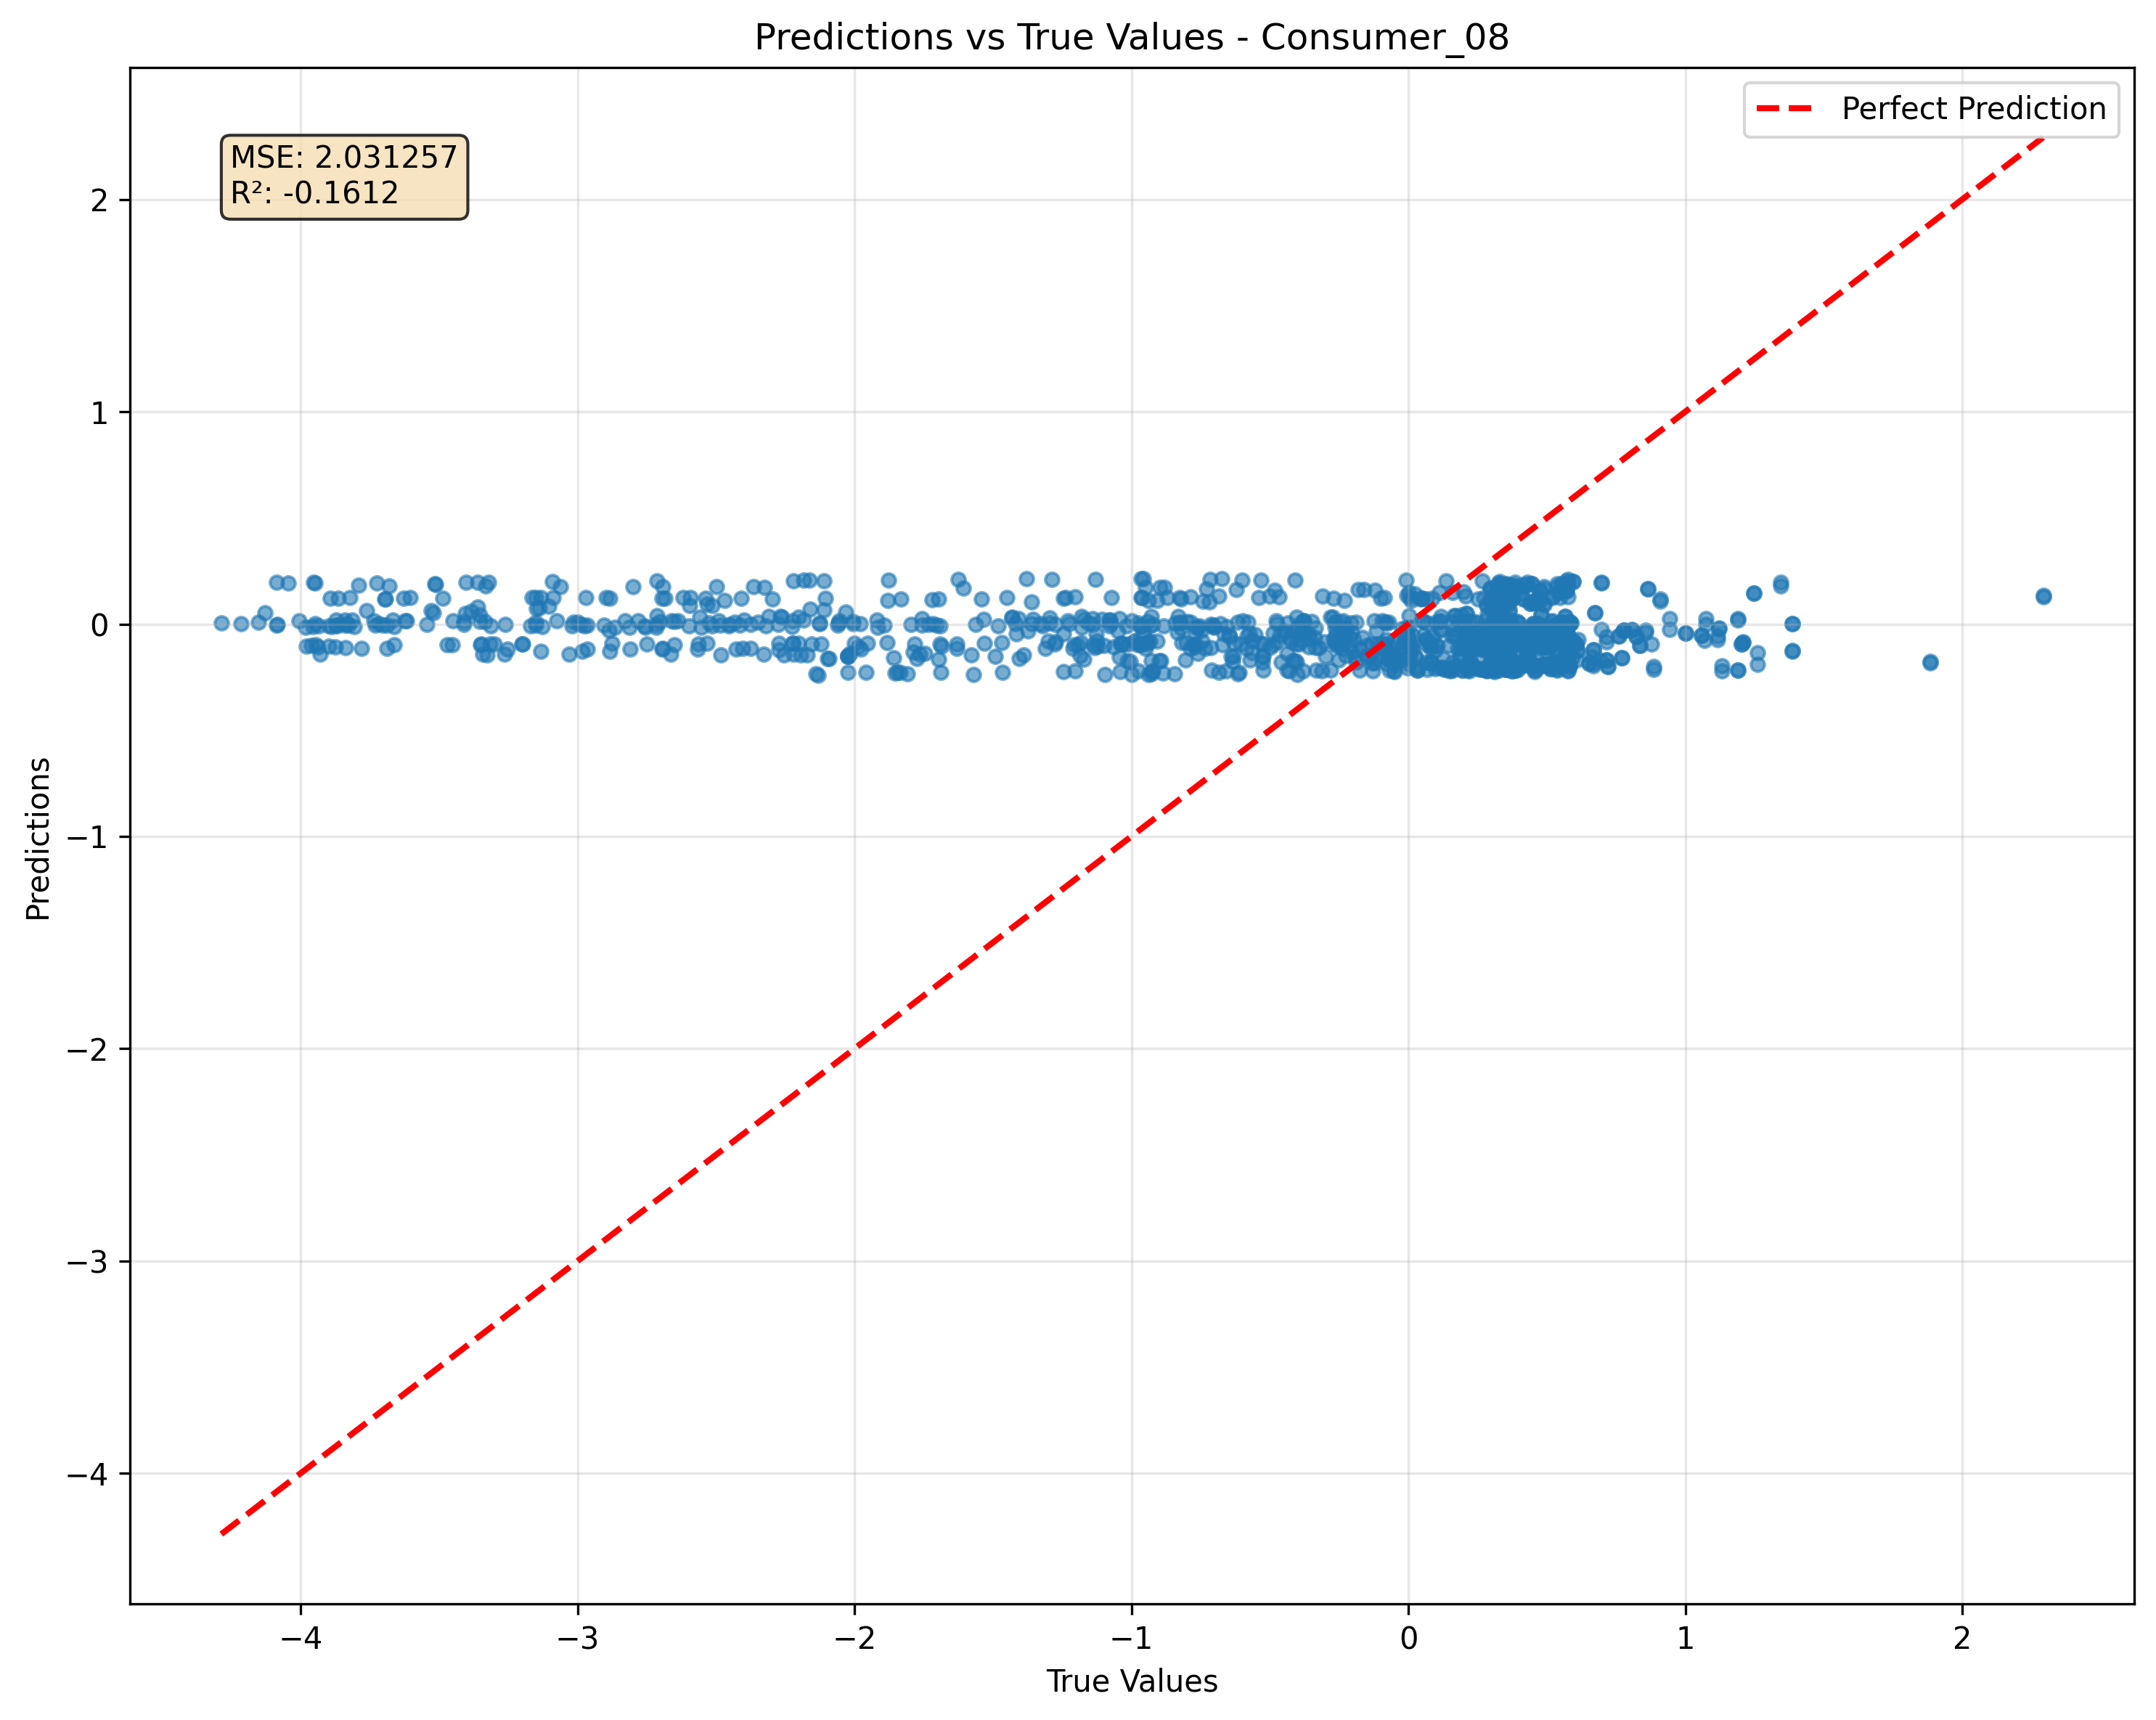 Predictions vs True Values - Consumer_08
Perfect Prediction
MSE: 2.031257
R²: -0.1612
2
1
0
−1
−2
−3
−4
Predictions
−4
−3
−2
−1
0
1
2
True Values